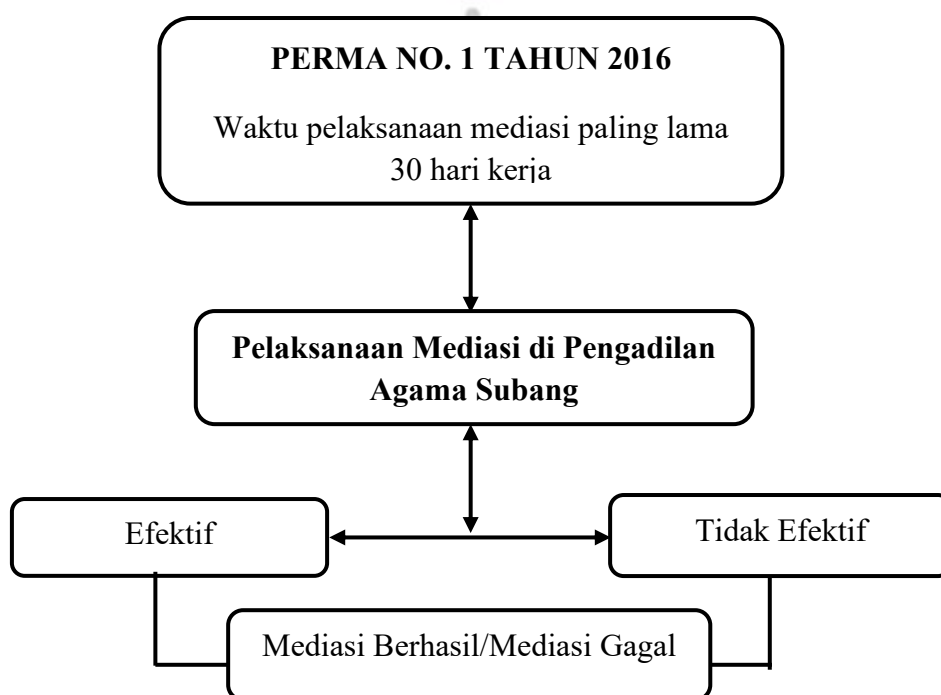 PERMA NO. 1 TAHUN 2016
Waktu pelaksanaan mediasi paling lama
30 hari kerja
Pelaksanaan Mediasi di Pengadilan
Agama Subang
Efektif
Tidak Efektif
Mediasi Berhasil/Mediasi Gagal